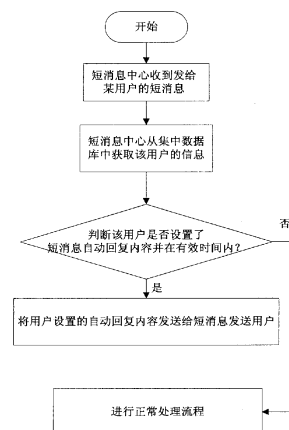 开始
短消息中心收到发给
某用户的短消息
短消息中心从集中数据
库中获取该用户的信息
判断该用户是否设置了
短消息自动回复内容并在有效时间内?
否
是
将用户设置的自动回复内容发送给短消息发送用户
进行正常处理流程